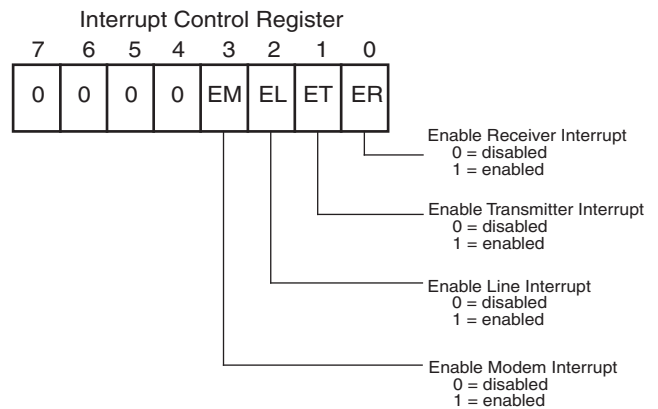 Interrupt Control Register
7 6 5 4 3 2 1 0
0 0 0 0 EM EL ET ER
Enable Receiver Interrupt
0 = disabled
1 = enabled
Enable Transmitter Interrupt
0 = disabled
1 = enabled
Enable Line Interrupt
0 = disabled
1 = enabled
Enable Modem Interrupt
0 = disabled
1 = enabled